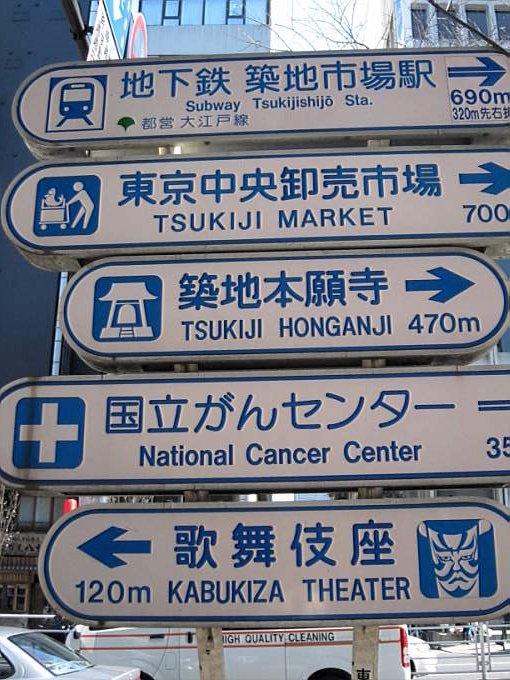 地下鉄 築地市場駅
Subway Tsukijishijō Sta.
都営 大江戸線
690m
320m先右折
東京中央卸売市場
TSUKIJI MARKET
700
築地本願寺
TSUKIJI HONGANJI 470m
国立がんセンター
National Cancer Center
35
歌舞伎座
120m KABUKIZA THEATER
HIGH QUALITY CLEANING
東